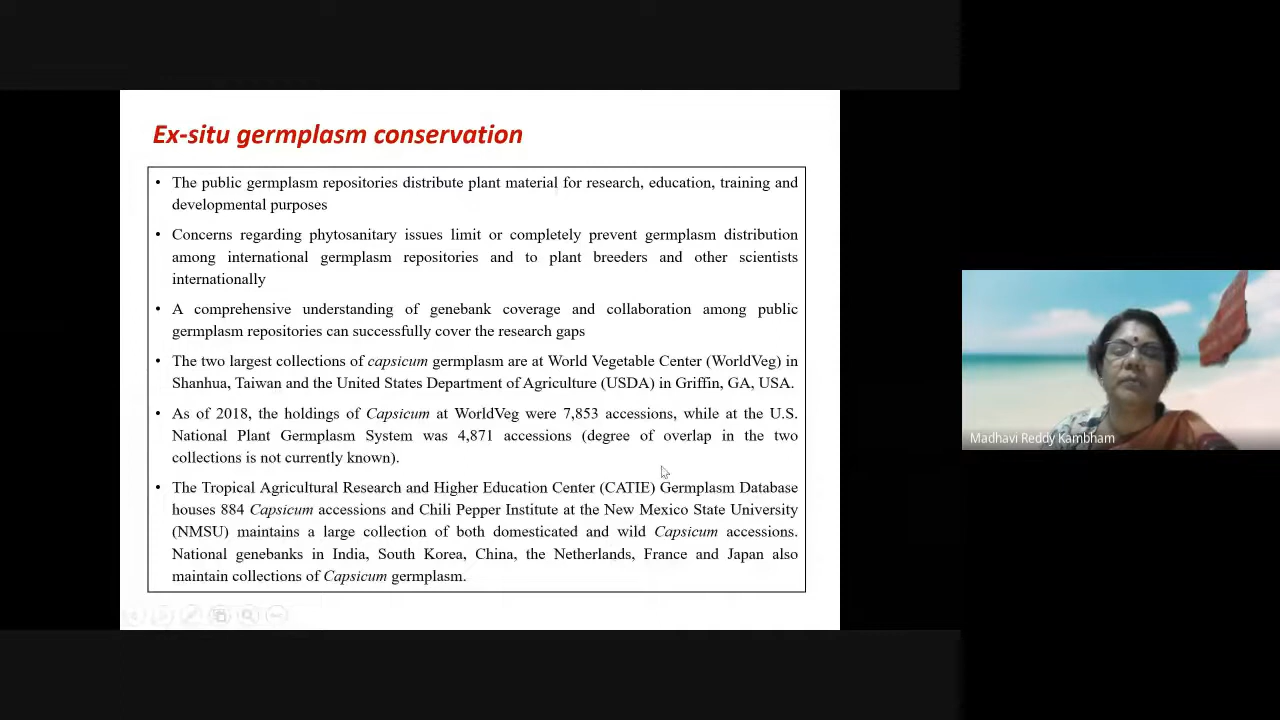 Ex-situ germplasm conservation
• The public germplasm repositories distribute plant material for research, education, training and
developmental purposes
• Concerns regarding phytosanitary issues limit or completely prevent germplasm distribution
among international germplasm repositories and to plant breeders and other scientists
internationally
• A comprehensive understanding of genebank coverage and collaboration among public
germplasm repositories can successfully cover the research gaps
• The two largest collections of capsicum germplasm are at World Vegetable Center (WorldVeg) in
Shanhua, Taiwan and the United States Department of Agriculture (USDA) in Griffin, GA, USA.
• As of 2018, the holdings of Capsicum at WorldVeg were 7,853 accessions, while at the U.S.
National Plant Germplasm System was 4,871 accessions (degree of overlap in the two
collections is not currently known).
• The Tropical Agricultural Research and Higher Education Center (CATIE) Germplasm Database
houses 884 Capsicum accessions and Chili Pepper Institute at the New Mexico State University
(NMSU) maintains a large collection of both domesticated and wild Capsicum accessions.
National genebanks in India, South Korea, China, the Netherlands, France and Japan also
maintain collections of Capsicum germplasm.
Madhavi Reddy Kambham